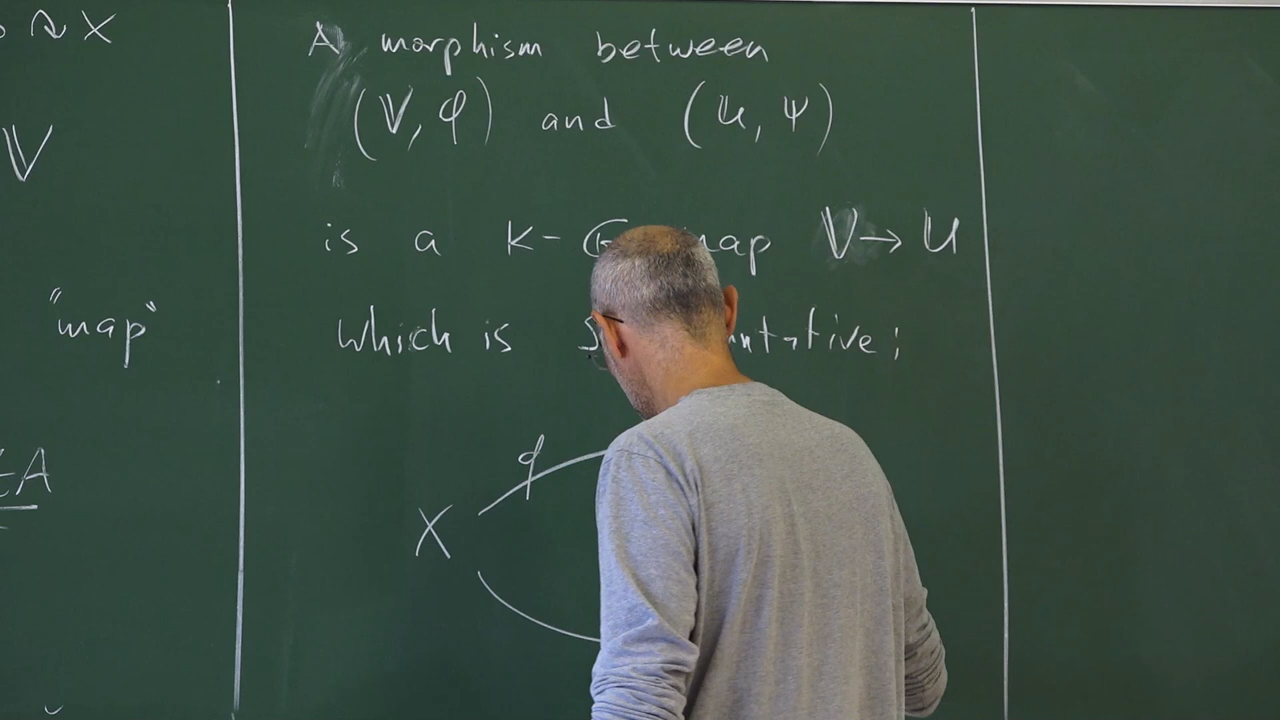 ↷ X
V
"map"
A
A morphism between
(V, φ) and (U, ψ)
is a k- map V → U
which is
φ
X